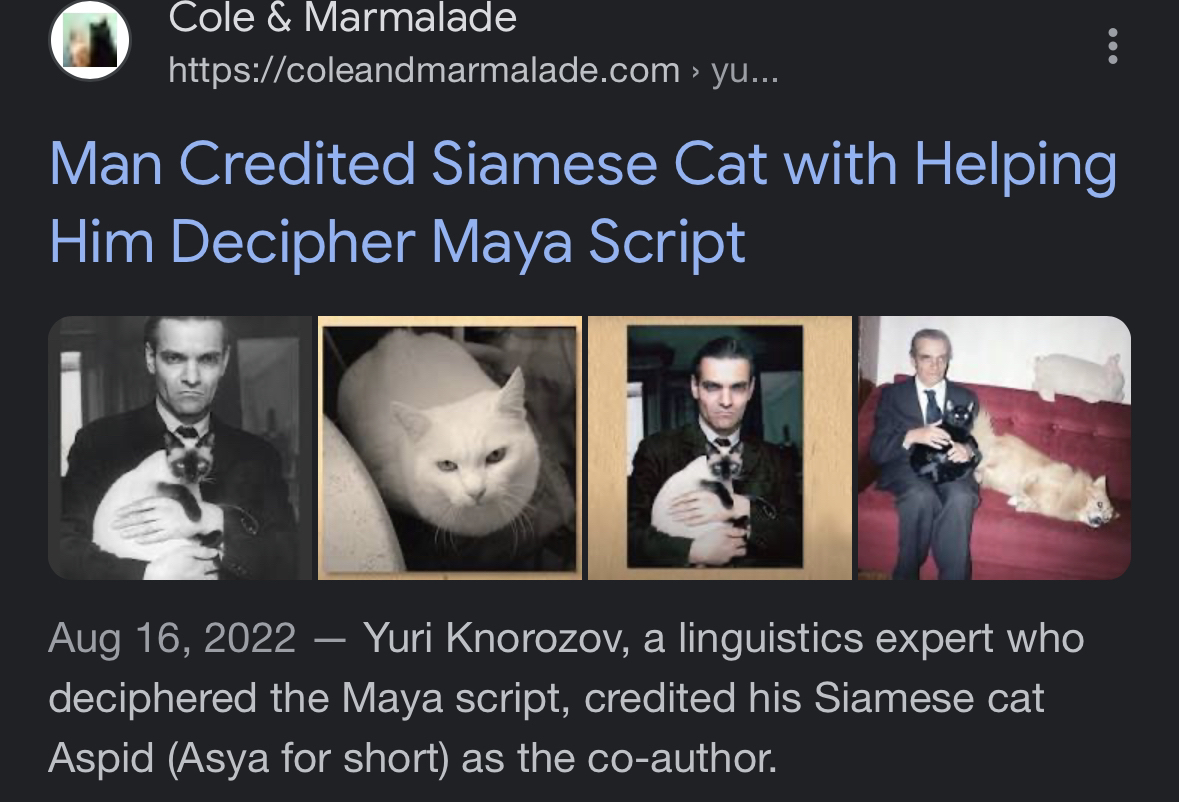 Cole & Marmalade
https://coleandmarmalade.com › yu...
Man Credited Siamese Cat with Helping
Him Decipher Maya Script
Aug 16, 2022 — Yuri Knorozov, a linguistics expert who
deciphered the Maya script, credited his Siamese cat
Aspid (Asya for short) as the co-author.